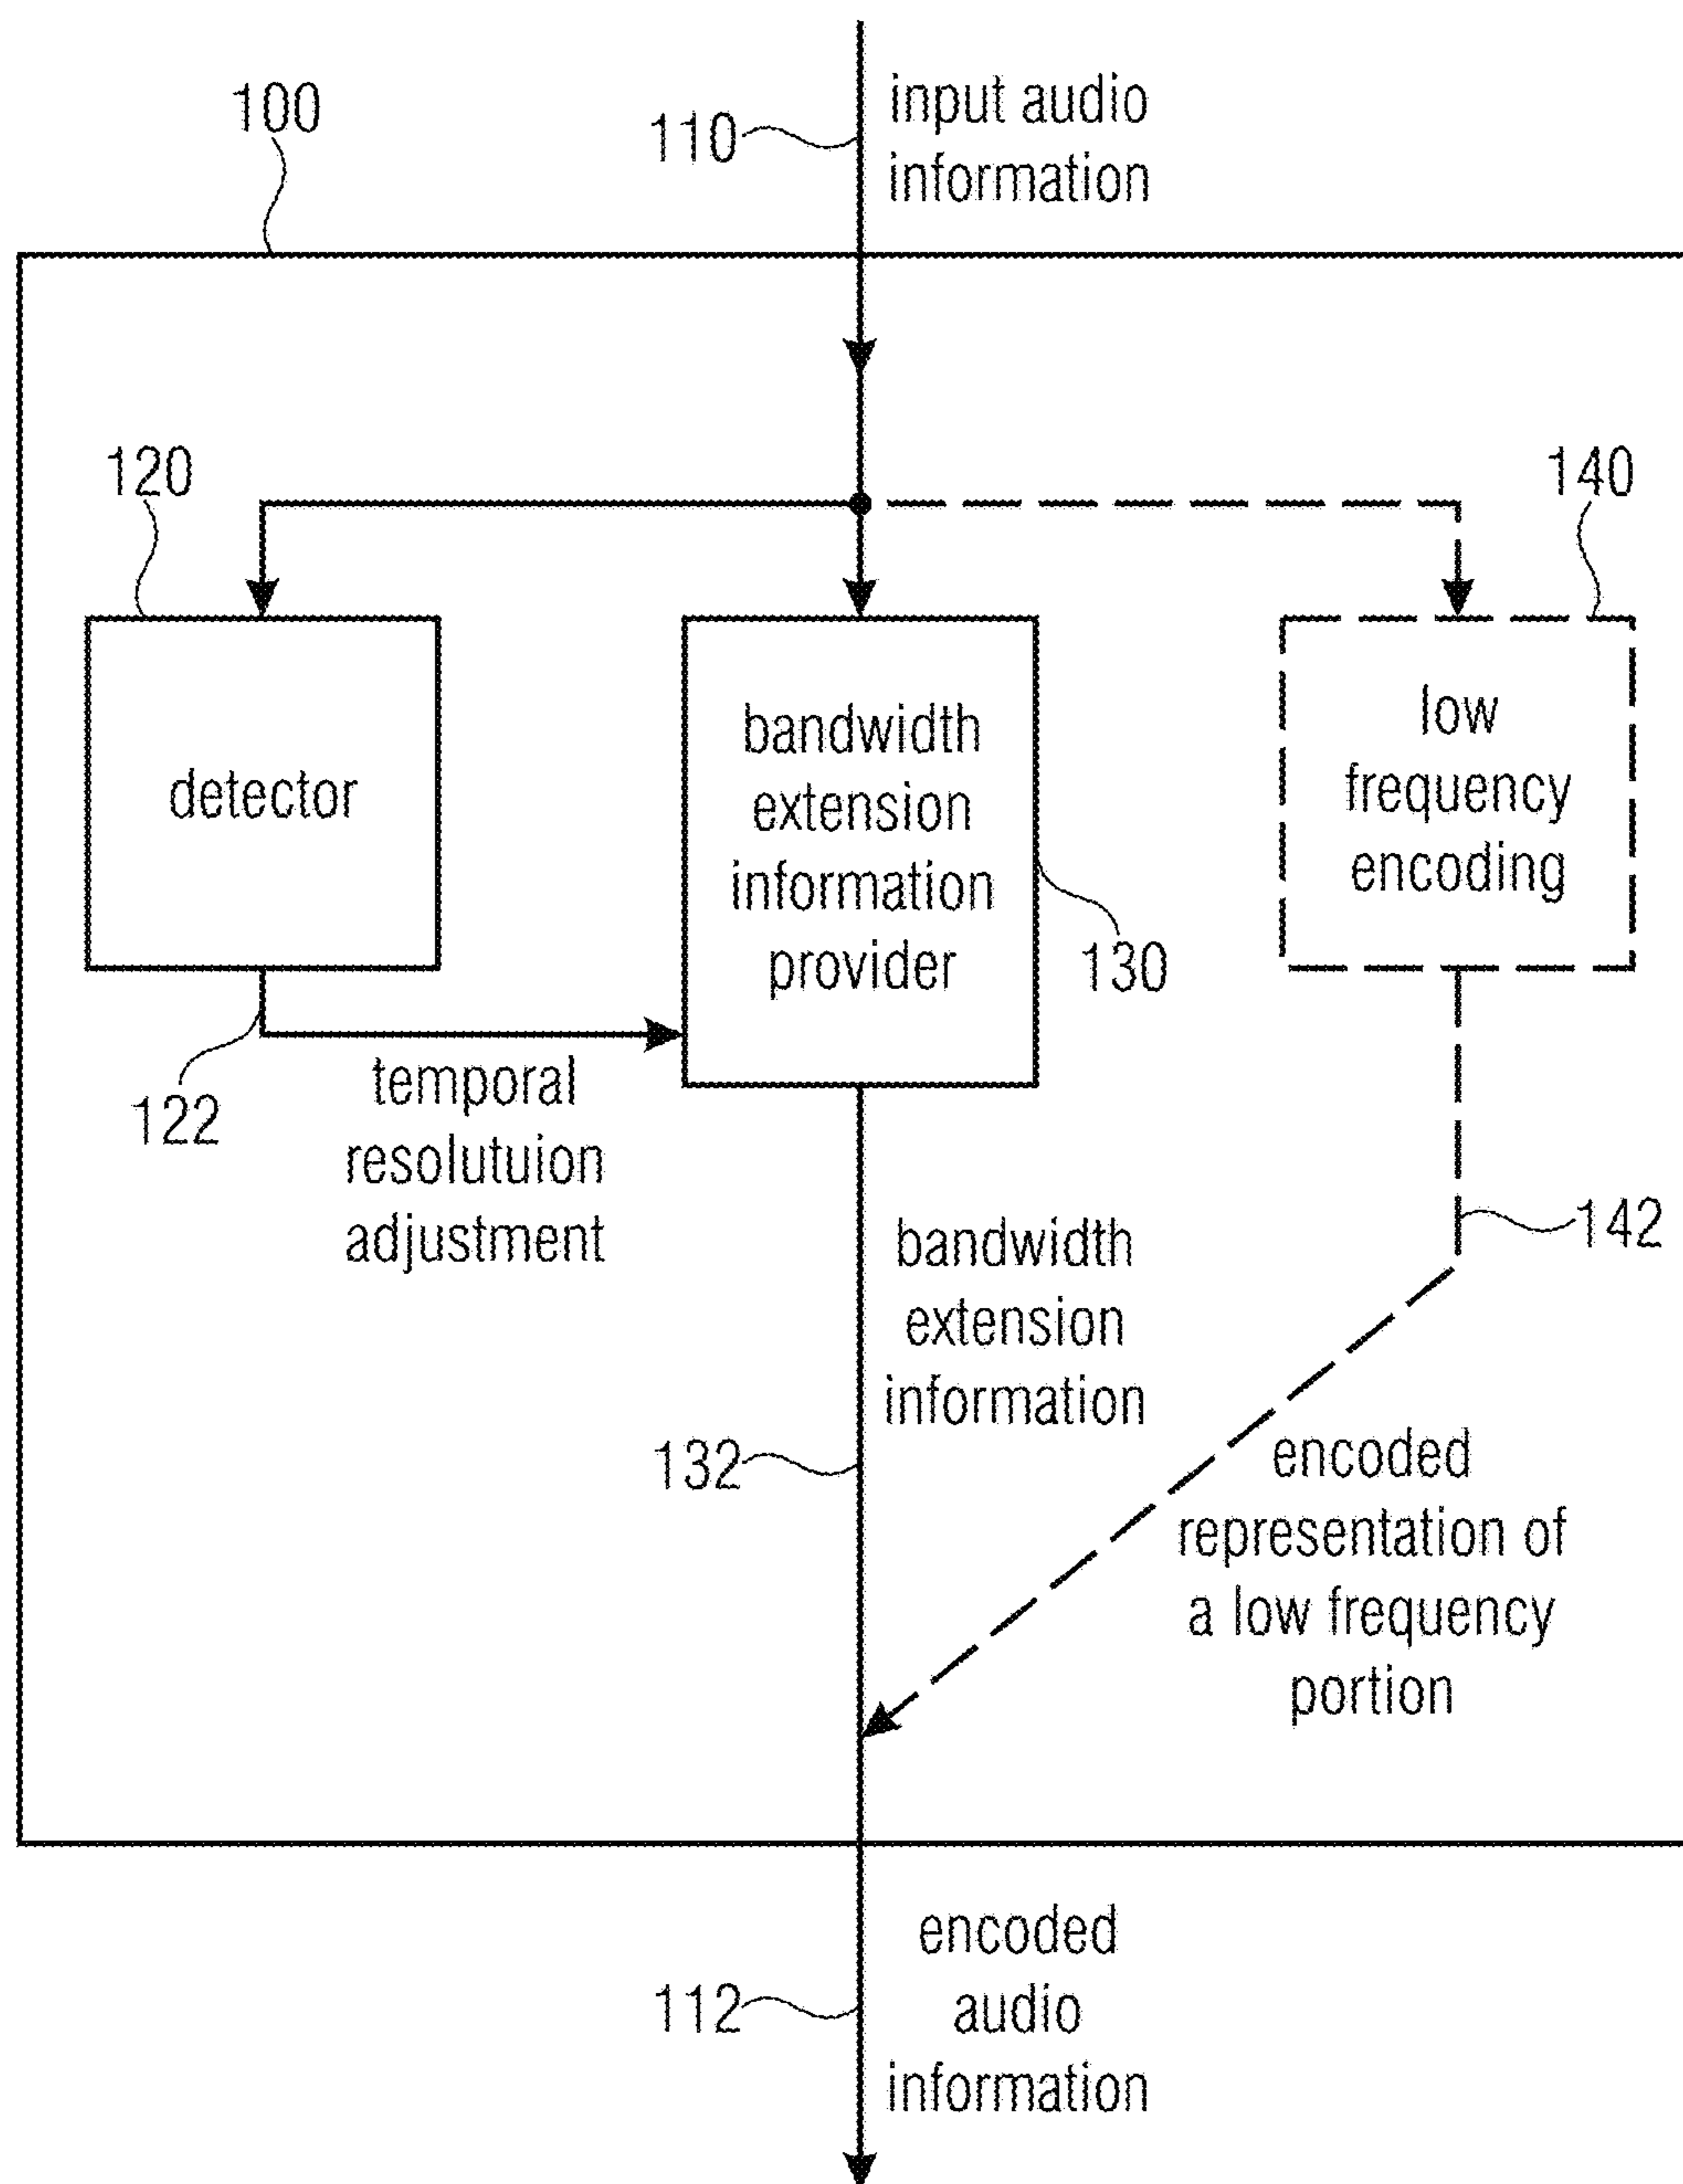 100
110
input audio
information
120
140
detector
bandwidth
extension
information
provider
130
low
frequency
encoding
122
temporal
resolutuion
adjustment
142
bandwidth
extension
information
132
encoded
representation of
a low frequency
portion
112
encoded
audio
information